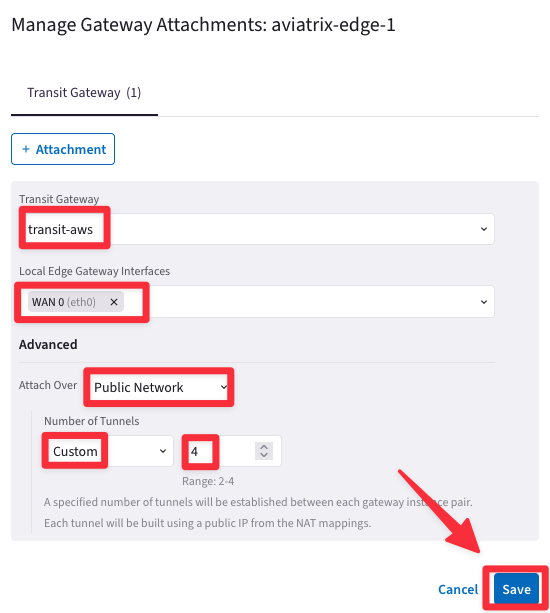 Manage Gateway Attachments: aviatrix-edge-1
Transit Gateway (1)
+ Attachment
Transit Gateway
transit-aws
Local Edge Gateway Interfaces
WAN 0 (eth0) ×
Advanced
Attach Over Public Network
Number of Tunnels
Custom 4
Range: 2-4
A specified number of tunnels will be established between each gateway instance pair.
Each tunnel will be built using a public IP from the NAT mappings.
Cancel Save